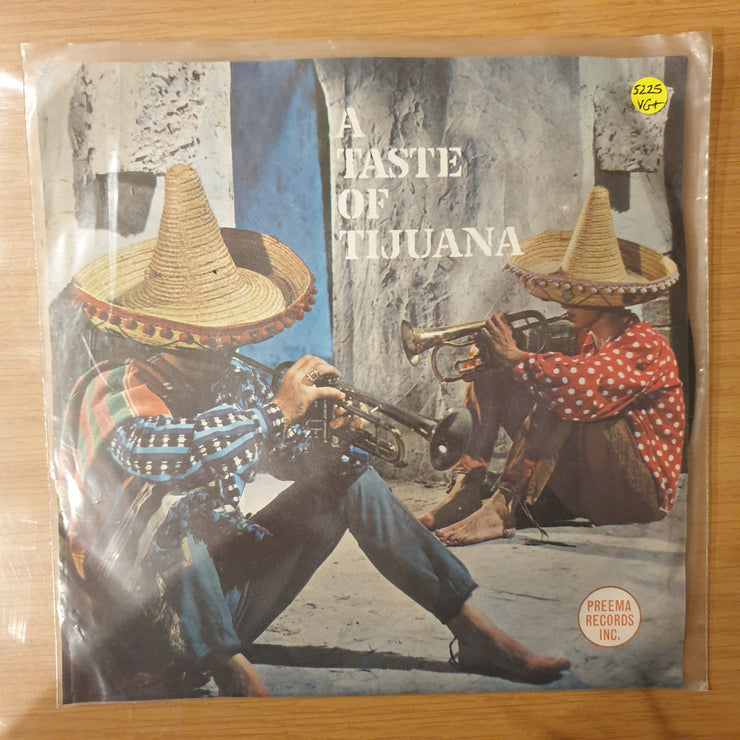 5225
VG+
A
TASTE
OF
TIJUANA
PREEMA
RECORDS
INC.